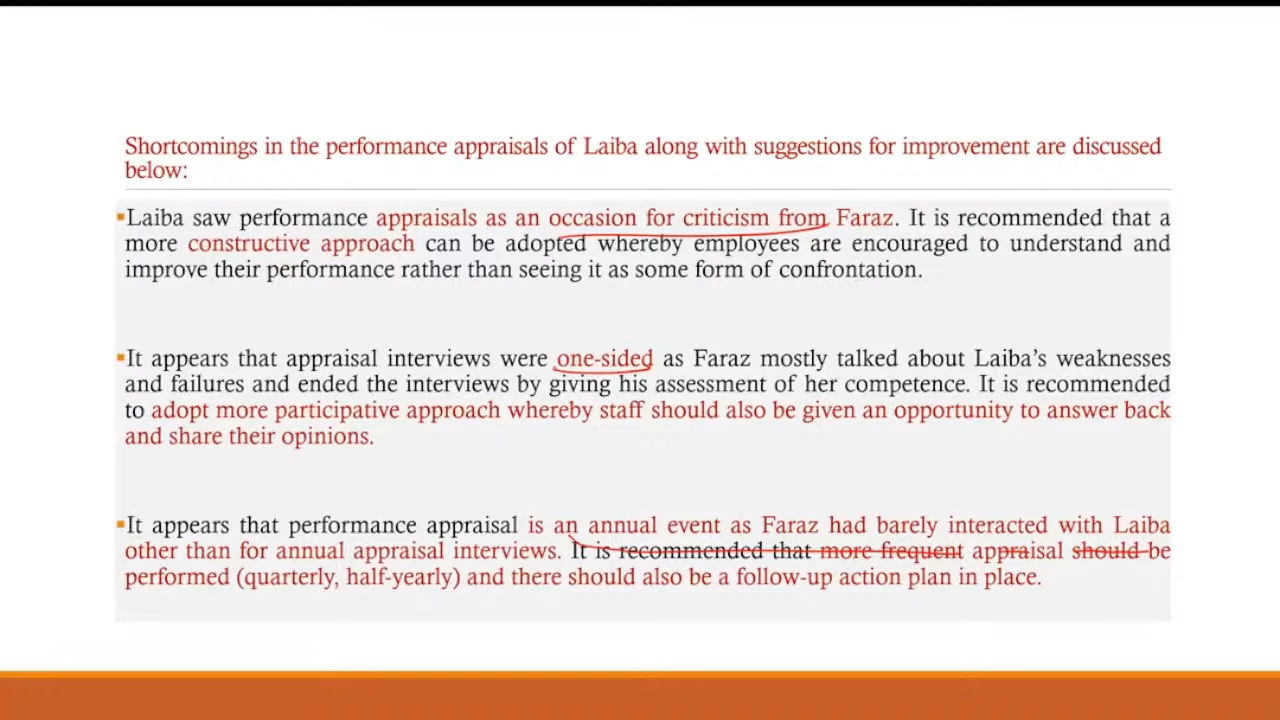 Shortcomings in the performance appraisals of Laiba along with suggestions for improvement are discussed
below:
▪Laiba saw performance appraisals as an occasion for criticism from Faraz. It is recommended that a
more constructive approach can be adopted whereby employees are encouraged to understand and
improve their performance rather than seeing it as some form of confrontation.
▪It appears that appraisal interviews were one-sided as Faraz mostly talked about Laiba’s weaknesses
and failures and ended the interviews by giving his assessment of her competence. It is recommended
to adopt more participative approach whereby staff should also be given an opportunity to answer back
and share their opinions.
▪It appears that performance appraisal is an annual event as Faraz had barely interacted with Laiba
other than for annual appraisal interviews. It is recommended that more frequent appraisal should be
performed (quarterly, half-yearly) and there should also be a follow-up action plan in place.